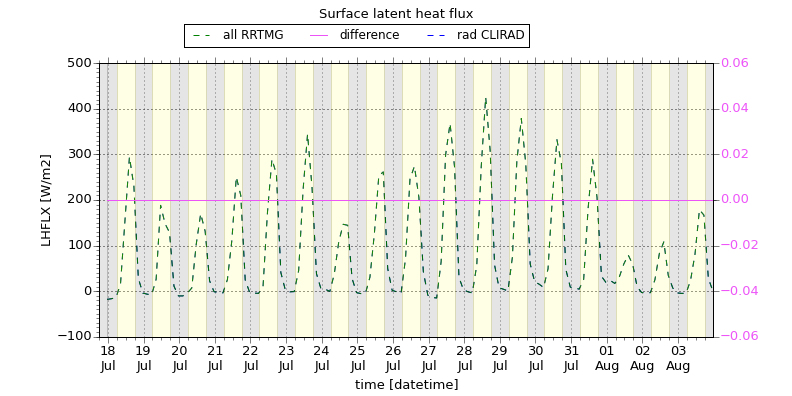 Surface latent heat flux
all RRTMG difference rad CLIRAD
500 0.06
400 0.04
300 0.02
200 0.00
100 −0.02
0 −0.04
−100 −0.06
LHFLX [W/m2]
18 19 20 21 22 23 24 25 26 27 28 29 30 31 01 02 03
Jul Jul Jul Jul Jul Jul Jul Jul Jul Jul Jul Jul Jul Jul Aug Aug Aug
time [datetime]